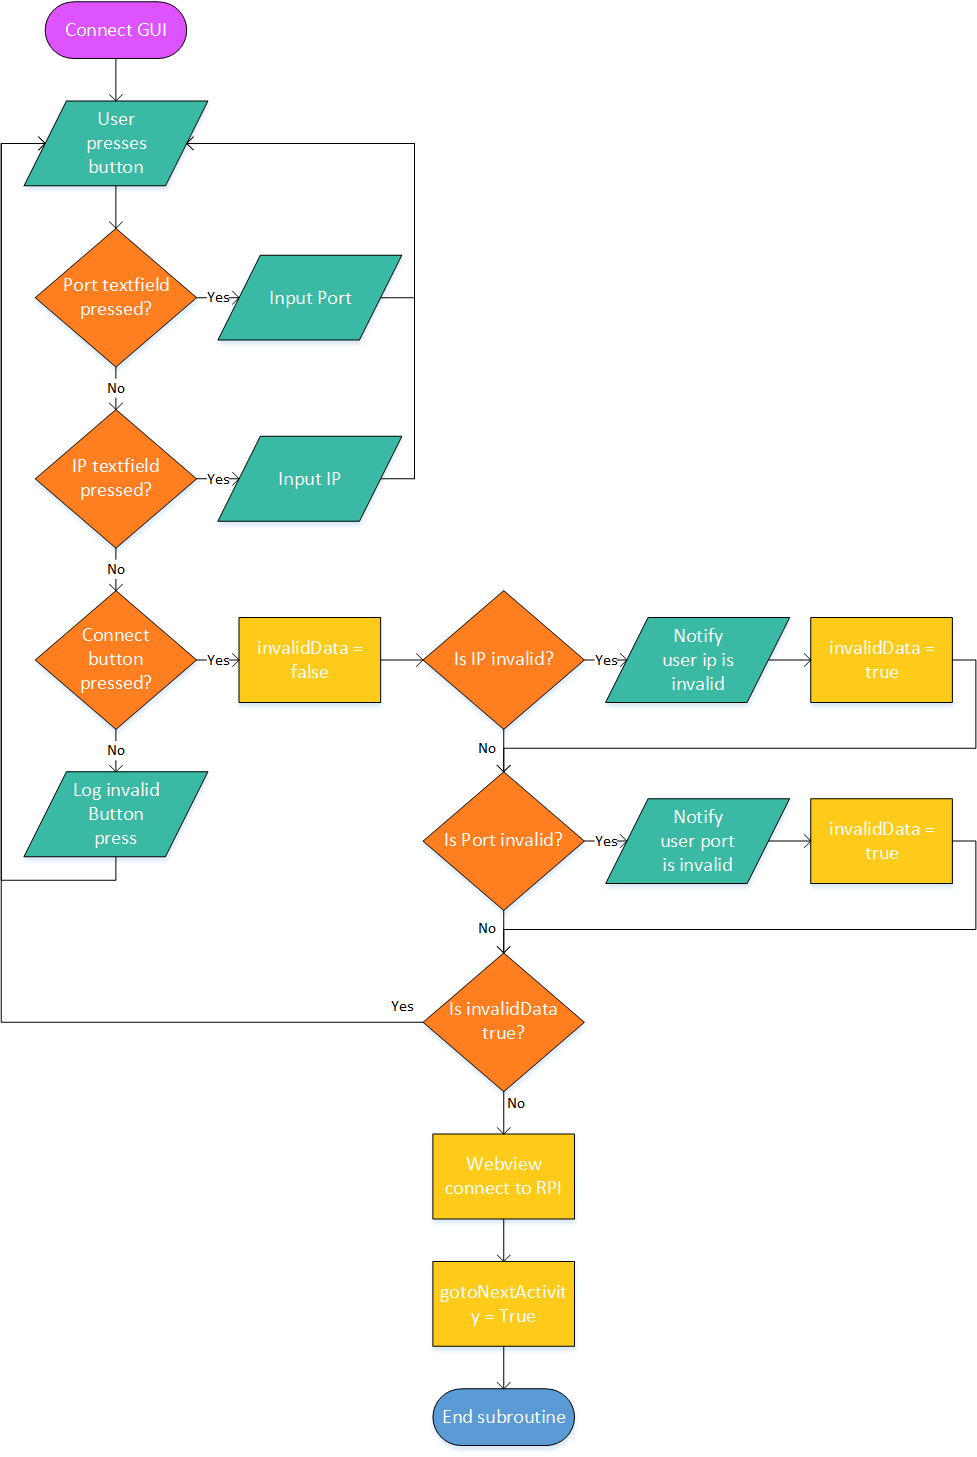 Connect GUI
User
presses
button
Port textfield
pressed?
Yes
Input Port
No
IP textfield
pressed?
Yes
Input IP
No
Connect
button
pressed?
Yes
invalidData =
false
Is IP invalid?
Yes
Notify
user ip is
invalid
invalidData =
true
No
No
Log invalid
Button
press
Is Port invalid?
Yes
Notify
user port
is invalid
invalidData =
true
No
Is invalidData
true?
Yes
No
Webview
connect to RPI
gotoNextActivit
y = True
End subroutine